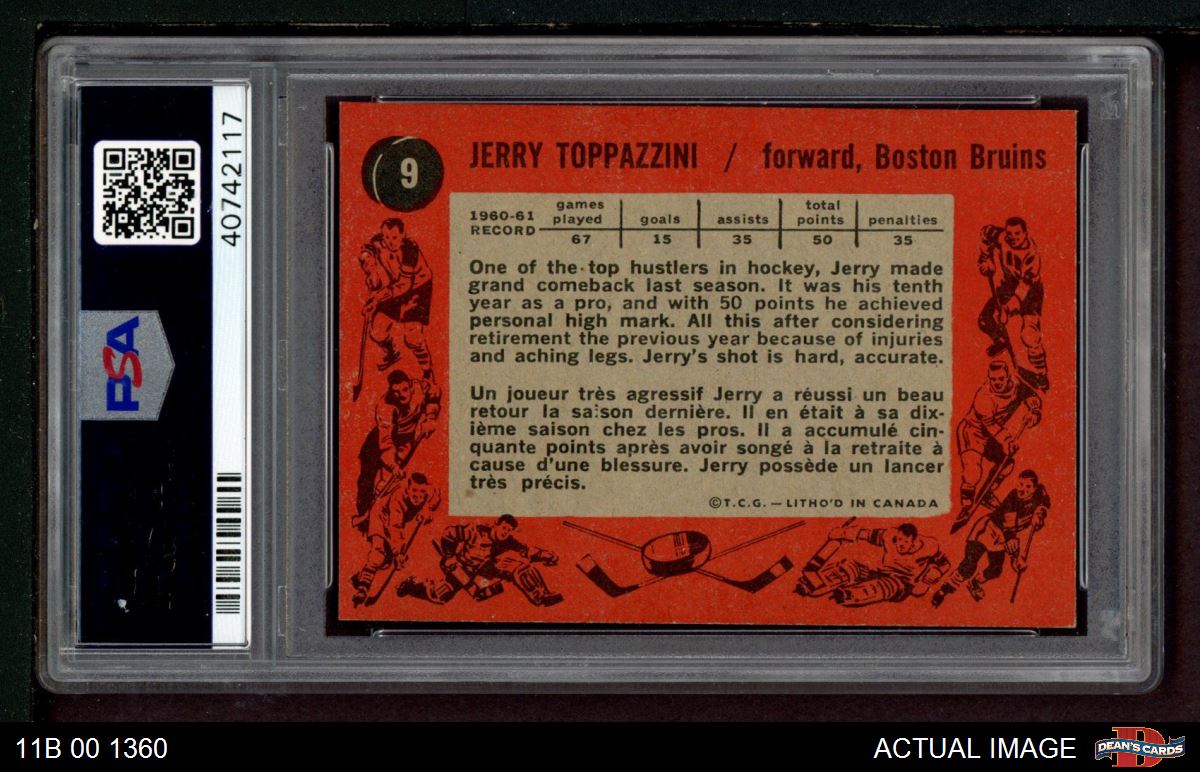 40742117
PSA
9
JERRY TOPPAZZINI / forward, Boston Bruins
1960-61 RECORD
games played goals assists total points penalties
67 15 35 50 35
One of the top hustlers in hockey, Jerry made
grand comeback last season. It was his tenth
year as a pro, and with 50 points he achieved
personal high mark. All this after considering
retirement the previous year because of injuries
and aching legs. Jerry's shot is hard, accurate.
Un joueur très agressif Jerry a réussi un beau
retour la saison dernière. Il en était à sa dix-
ième saison chez les pros. Il a accumulé cin-
quante points après avoir songé à la retraite à
cause d'une blessure. Jerry possède un lancer
très précis.
©T.C.G. — LITHO'D IN CANADA
11B 00 1360
ACTUAL IMAGE
D
DEAN'S CARDS